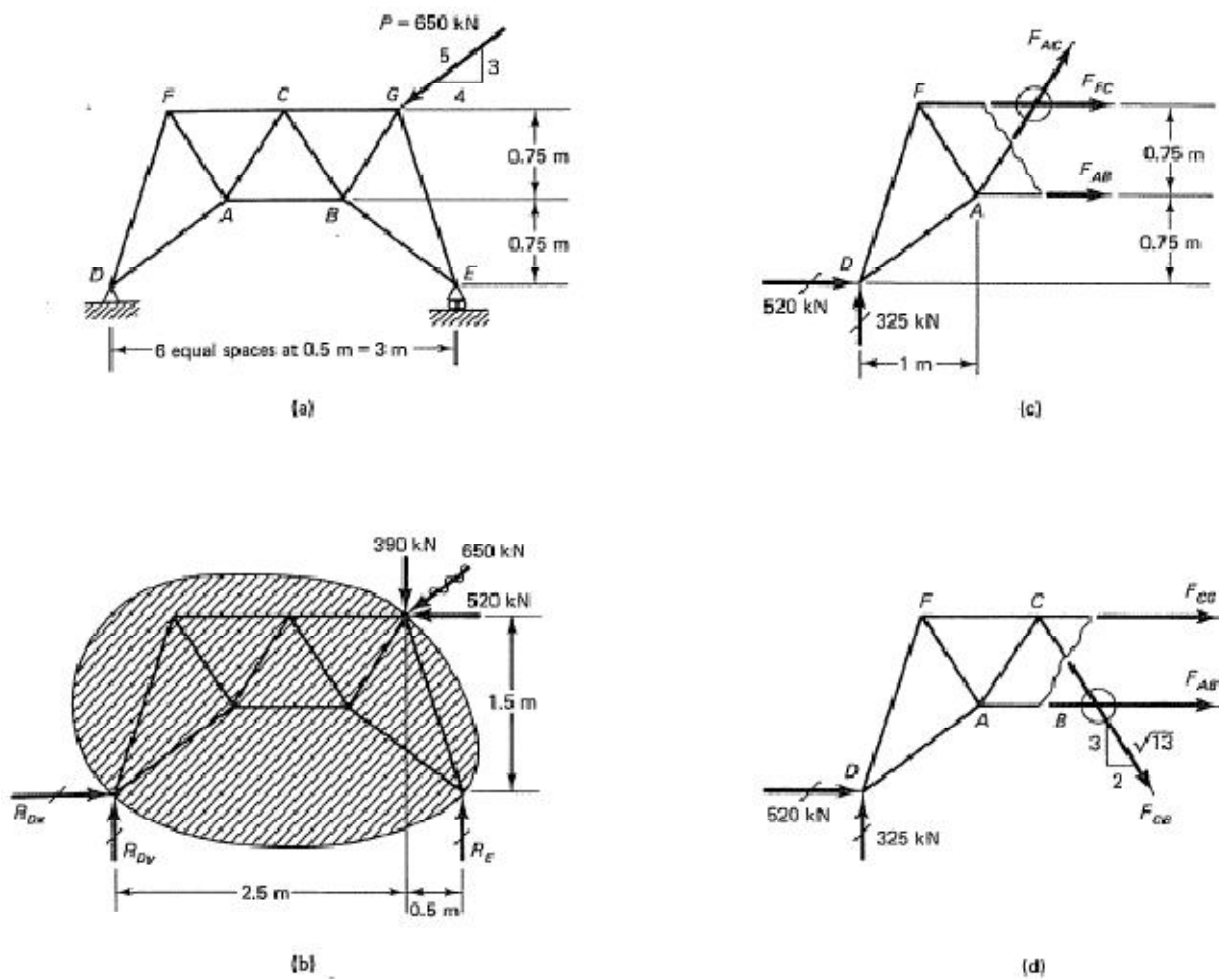 P = 650 kN
5
3
4
F
C
G
0.75 m
A
B
0.75 m
D
E
6 equal spaces at 0.5 m = 3 m
(a)
F_AC
F
F_FC
0.75 m
F_AB
A
0.75 m
D
520 kN
325 kN
1 m
(c)
390 kN
650 kN
520 kN
1.5 m
R_Dx
R_Dy
R_E
2.5 m
0.5 m
(b)
F
C
F_CG
F_AB
A
B
3
√13
2
D
520 kN
325 kN
F_CB
(d)